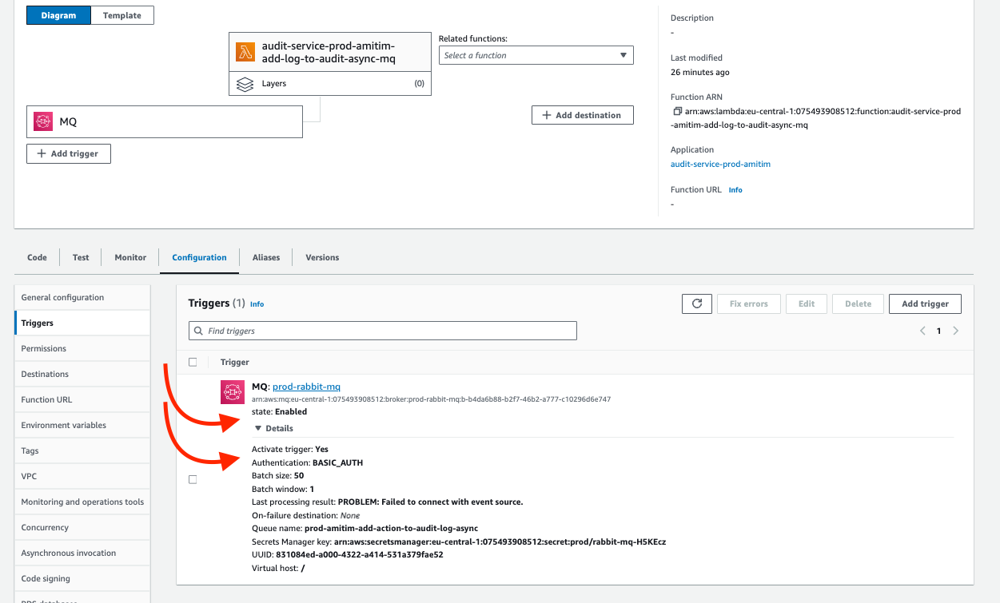 Diagram
Template
audit-service-prod-amitim-
add-log-to-audit-async-mq
Layers
(0)
Related functions:
Select a function
MQ
Add destination
Add trigger
Description
-
Last modified
26 minutes ago
Function ARN
arn:aws:lambda:eu-central-1:075493908512:function:audit-service-prod
-amitim-add-log-to-audit-async-mq
Application
audit-service-prod-amitim
Function URL Info
-
Code
Test
Monitor
Configuration
Aliases
Versions
General configuration
Triggers
Permissions
Destinations
Function URL
Environment variables
Tags
VPC
Monitoring and operations tools
Concurrency
Asynchronous invocation
Code signing
Triggers (1) Info
Fix errors
Edit
Delete
Add trigger
Find triggers
1
Trigger
MQ: prod-rabbit-mq
arn:aws:mq:eu-central-1:075493908512:broker:prod-rabbit-mq:b-b4da6b88-b2f7-46b2-a777-c10296d6e747
state: Enabled
Details
Activate trigger: Yes
Authentication: BASIC_AUTH
Batch size: 50
Batch window: 1
Last processing result: PROBLEM: Failed to connect with event source.
On-failure destination: None
Queue name: prod-amitim-add-action-to-audit-log-async
Secrets Manager key: arn:aws:secretsmanager:eu-central-1:075493908512:secret:prod/rabbit-mq-H5KEcz
UUID: 831084ed-a000-4322-a414-531a379fae52
Virtual host: /